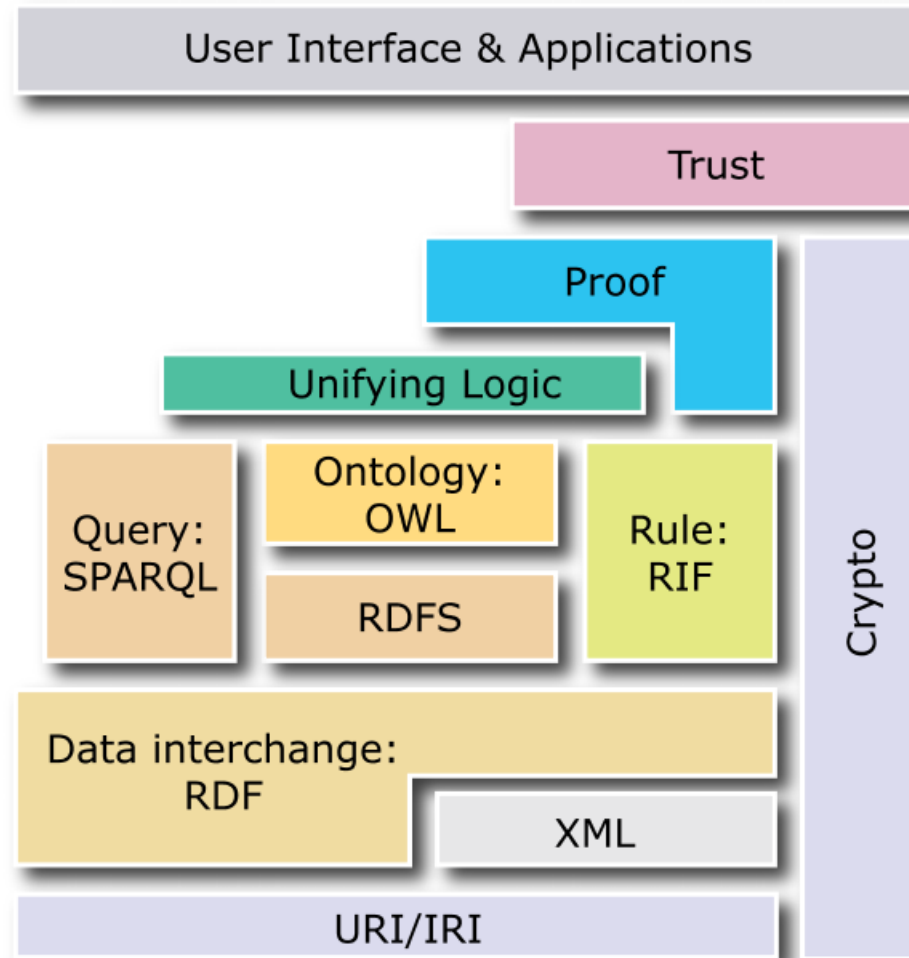 User Interface & Applications
Trust
Proof
Unifying Logic
Query:
SPARQL
Ontology:
OWL
RDFS
Rule:
RIF
Crypto
Data interchange:
RDF
XML
URI/IRI